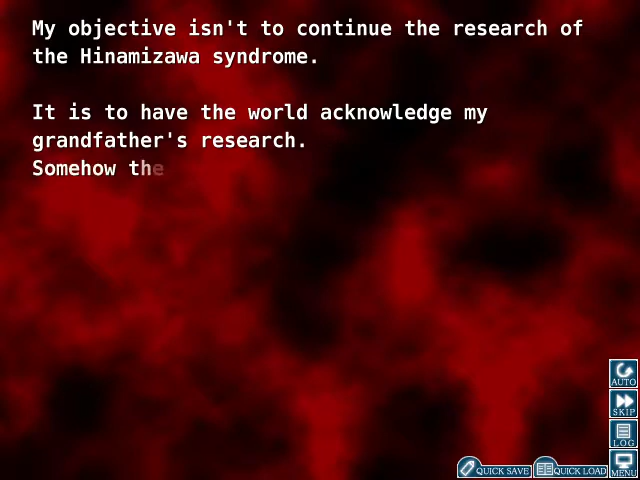 My objective isn't to continue the research of
the Hinamizawa syndrome.
It is to have the world acknowledge my
grandfather's research.
Somehow the
AUTO
SKIP
LOG
MENU
QUICK SAVE
QUICK LOAD